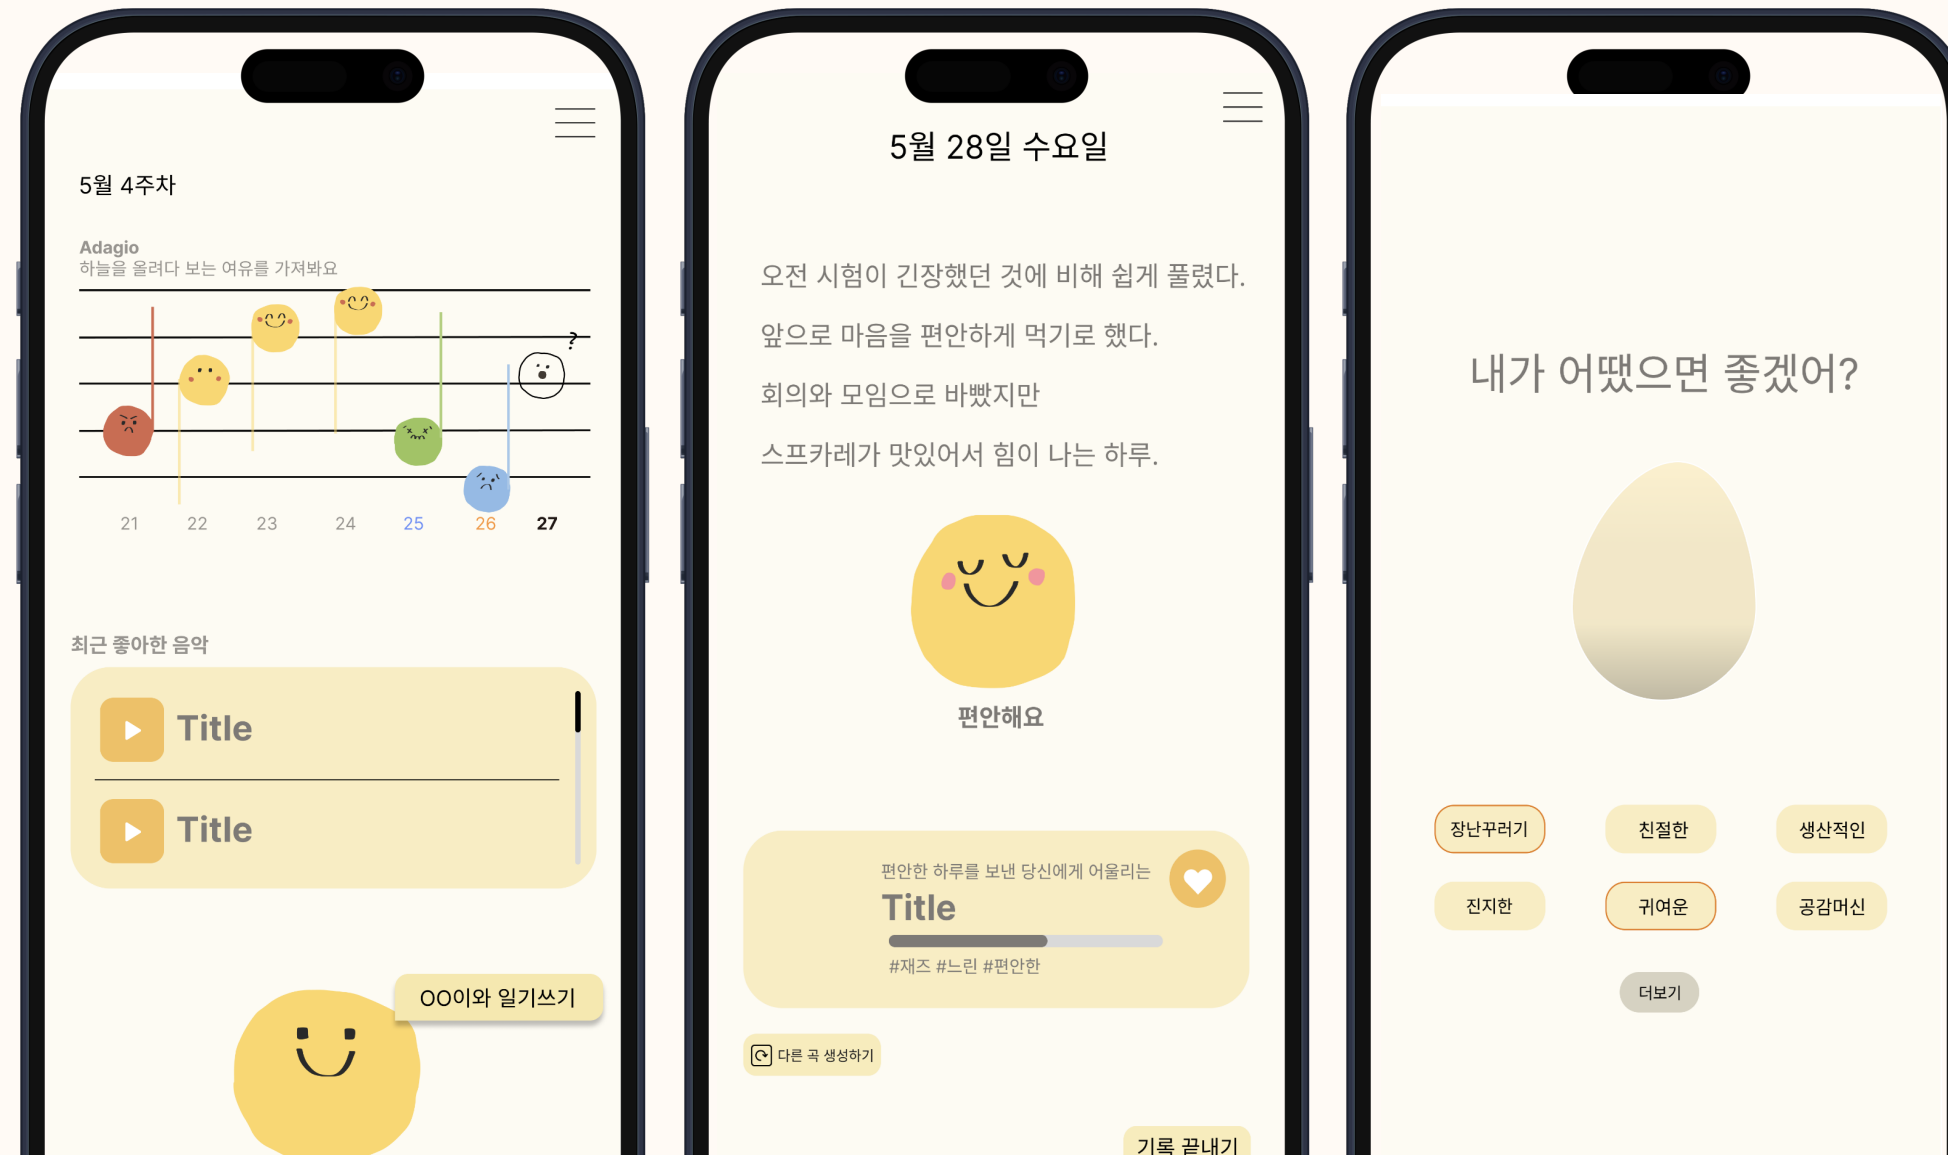 5월 4주차
Adagio
하늘을 올려다 보는 여유를 가져봐요
?
21 22 23 24 25 26 27
최근 좋아한 음악
Title
Title
OO이와 일기쓰기
5월 28일 수요일
오전 시험이 긴장했던 것에 비해 쉽게 풀렸다.
앞으로 마음을 편안하게 먹기로 했다.
회의와 모임으로 바빴지만
스프카레가 맛있어서 힘이 나는 하루.
편안해요
편안한 하루를 보낸 당신에게 어울리는
Title
#재즈 #느린 #편안한
다른 곡 생성하기
기록 끝내기
내가 어땠으면 좋겠어?
장난꾸러기 친절한 생산적인
진지한 귀여운 공감머신
더보기